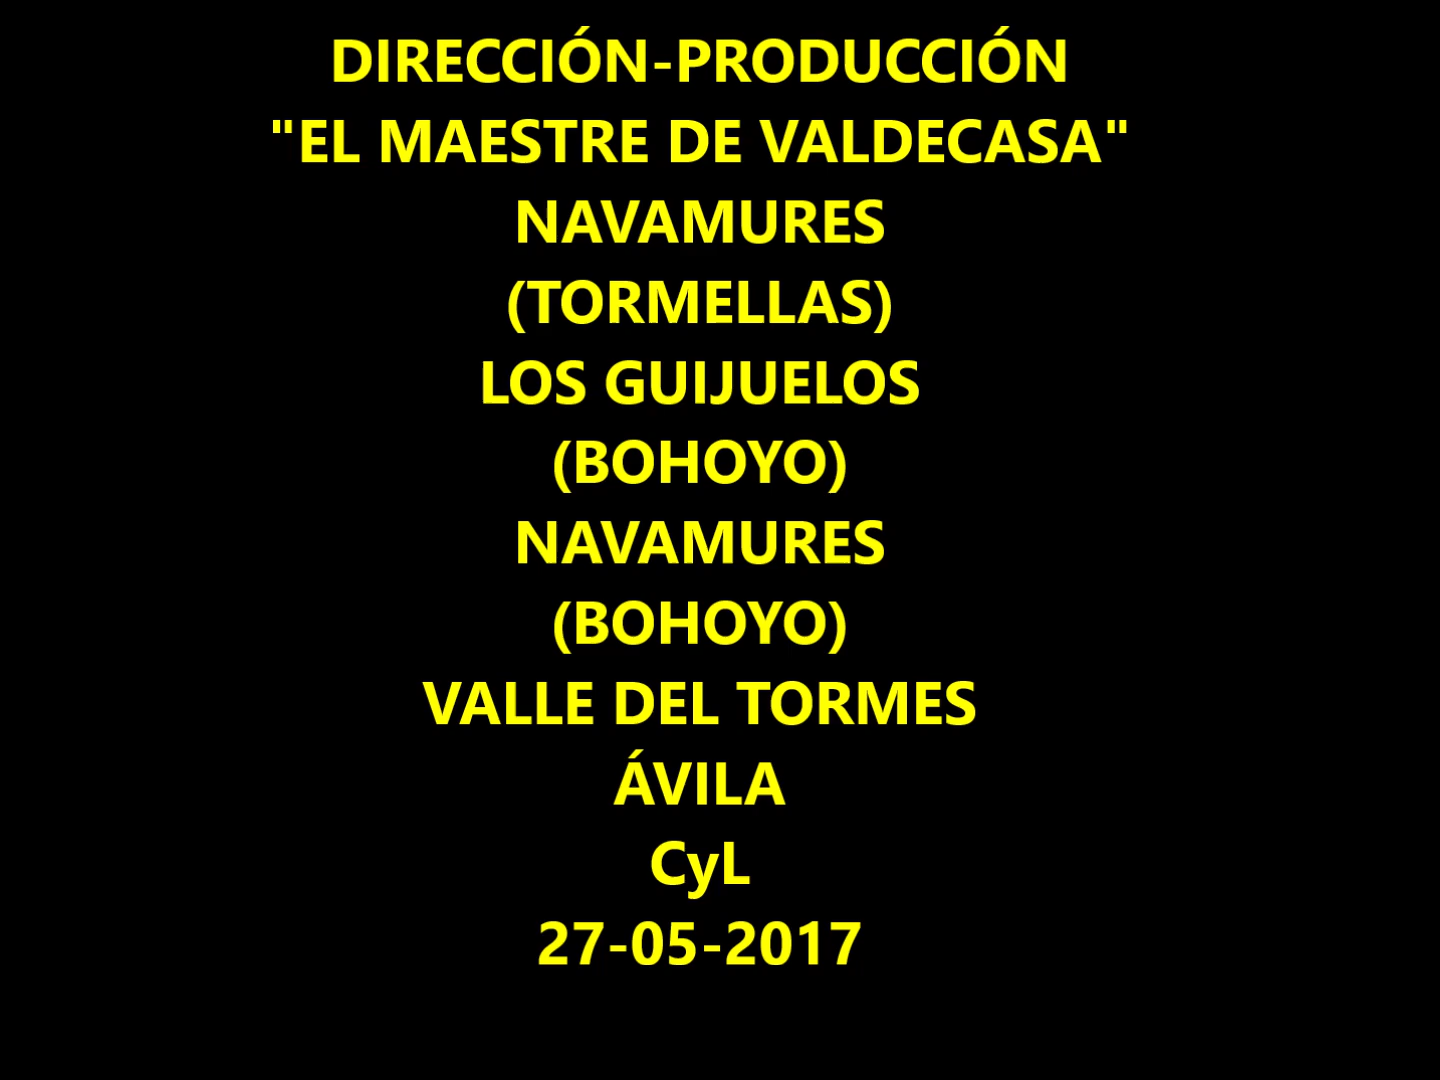 DIRECCIÓN-PRODUCCIÓN
"EL MAESTRE DE VALDECASA"
NAVAMURES
(TORMELLAS)
LOS GUIJUELOS
(BOHOYO)
NAVAMURES
(BOHOYO)
VALLE DEL TORMES
ÁVILA
CyL
27-05-2017